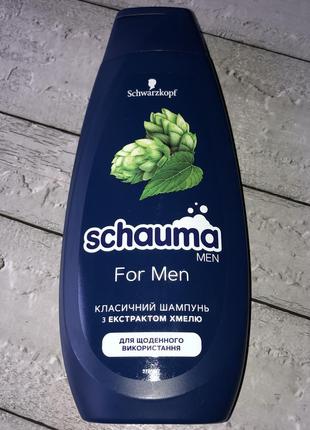 Schwarzkopf
schauma
MEN
For Men
КЛАСИЧНИЙ ШАМПУНЬ
З ЕКСТРАКТОМ ХМЕЛЮ
ДЛЯ ЩОДЕННОГО
ВИКОРИСТАННЯ